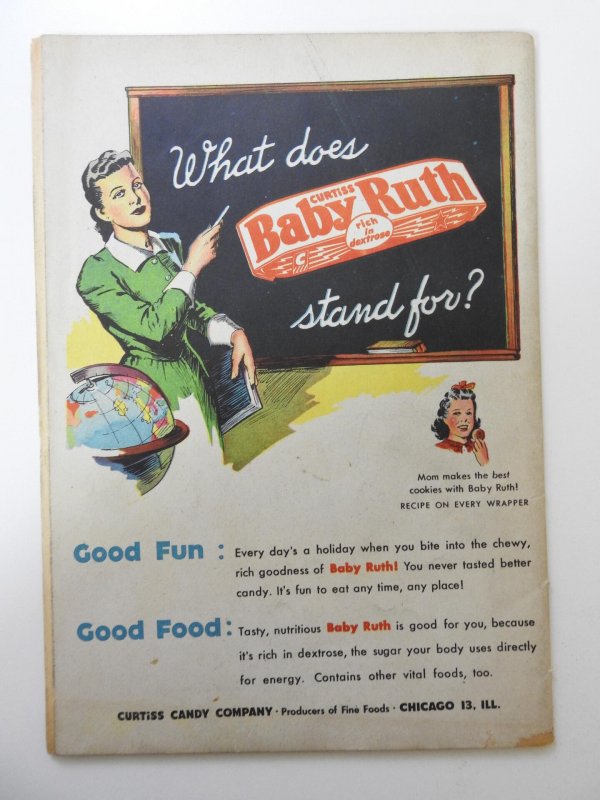 What does
CURTISS
Baby Ruth
rich
in
dextrose
C
stand for?
Mom makes the best
cookies with Baby Ruth!
RECIPE ON EVERY WRAPPER
Good Fun : Every day's a holiday when you bite into the chewy,
rich goodness of Baby Ruth! You never tasted better
candy. It's fun to eat any time, any place!
Good Food: Tasty, nutritious Baby Ruth is good for you, because
it's rich in dextrose, the sugar your body uses directly
for energy. Contains other vital foods, too.
CURTISS CANDY COMPANY · Producers of Fine Foods · CHICAGO 13, ILL.